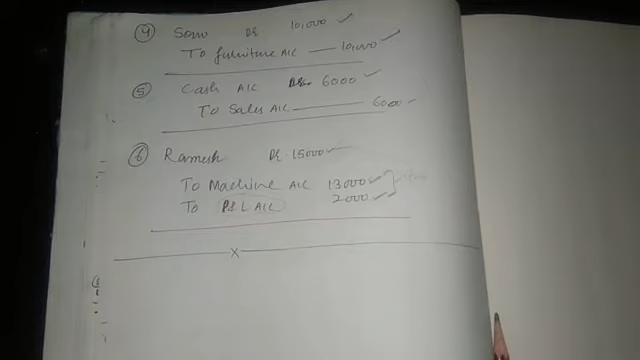 ④ Sonu Dr 10,000
To furniture A/c — 10,000
⑤ Cash A/c Dr 6000
To Sales A/c — 6000
⑥ Ramesh Dr. 15000
To Machine A/c 13000
To P&L A/c 2000
x